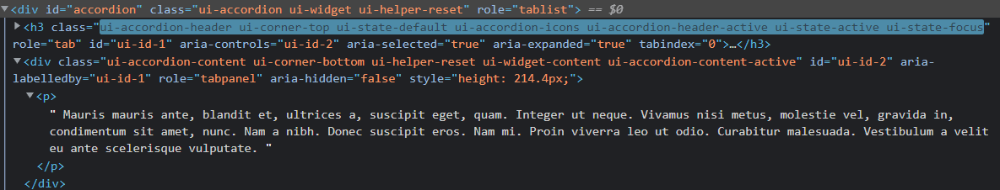 <div id="accordion" class="ui-accordion ui-widget ui-helper-reset" role="tablist"> == $0
<h3 class="ui-accordion-header ui-corner-top ui-state-default ui-accordion-icons ui-accordion-header-active ui-state-active ui-state-focus"
role="tab" id="ui-id-1" aria-controls="ui-id-2" aria-selected="true" aria-expanded="true" tabindex="0">…</h3>
<div class="ui-accordion-content ui-corner-bottom ui-helper-reset ui-widget-content ui-accordion-content-active" id="ui-id-2" aria-
labelledby="ui-id-1" role="tabpanel" aria-hidden="false" style="height: 214.4px;">
<p>
" Mauris mauris ante, blandit et, ultrices a, suscipit eget, quam. Integer ut neque. Vivamus nisi metus, molestie vel, gravida in,
condimentum sit amet, nunc. Nam a nibh. Donec suscipit eros. Nam mi. Proin viverra leo ut odio. Curabitur malesuada. Vestibulum a velit
eu ante scelerisque vulputate. "
</p>
</div>